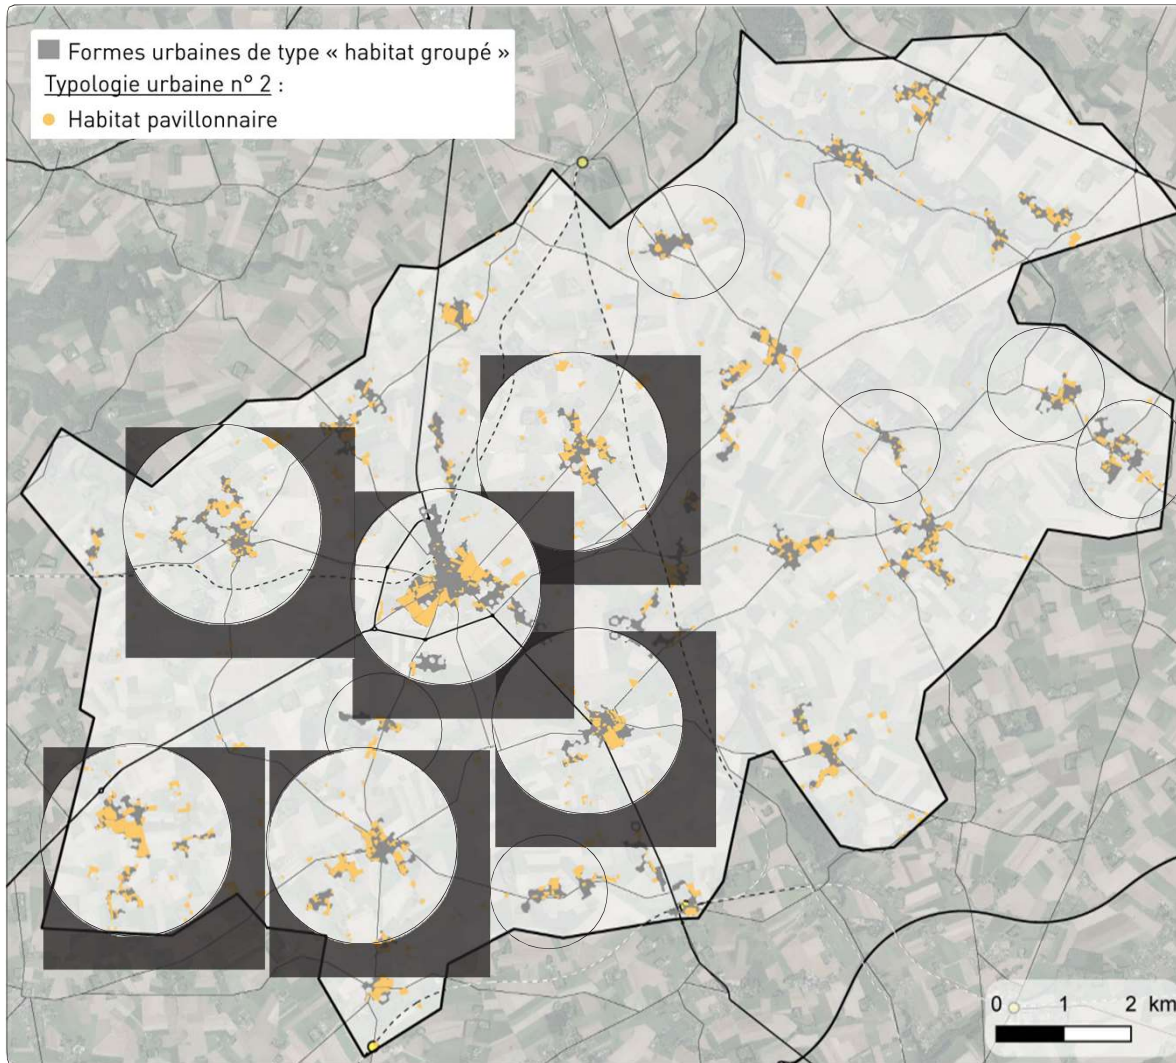 Formes urbaines de type « habitat groupé »
Typologie urbaine n° 2 :
Habitat pavillonnaire
0 1 2 km